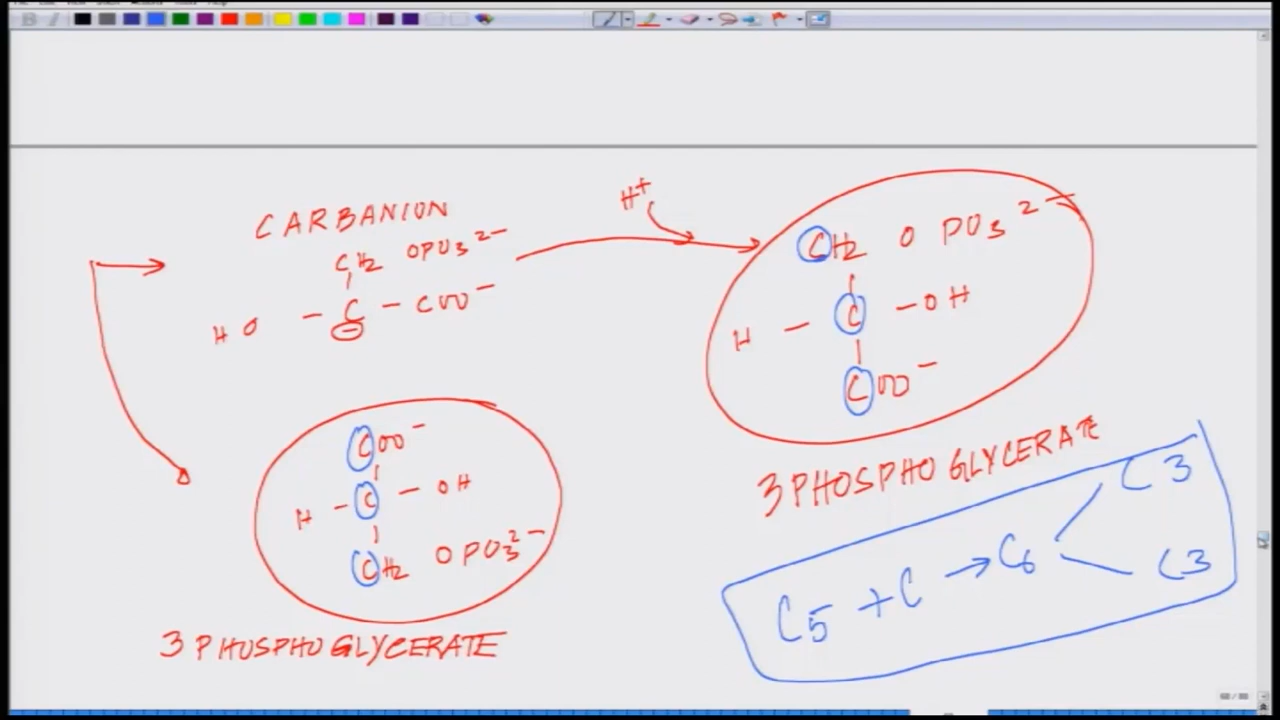 CARBANION
CH2 OPO3 2-
HO - C - COO-
-
H+
CH2 O PO3 2-
H - C - OH
COO-
3 PHOSPHO GLYCERATE
COO-
H - C - OH
CH2 O PO3 2-
3 PHOSPHO GLYCERATE
C5 + C → C6
C3
C3